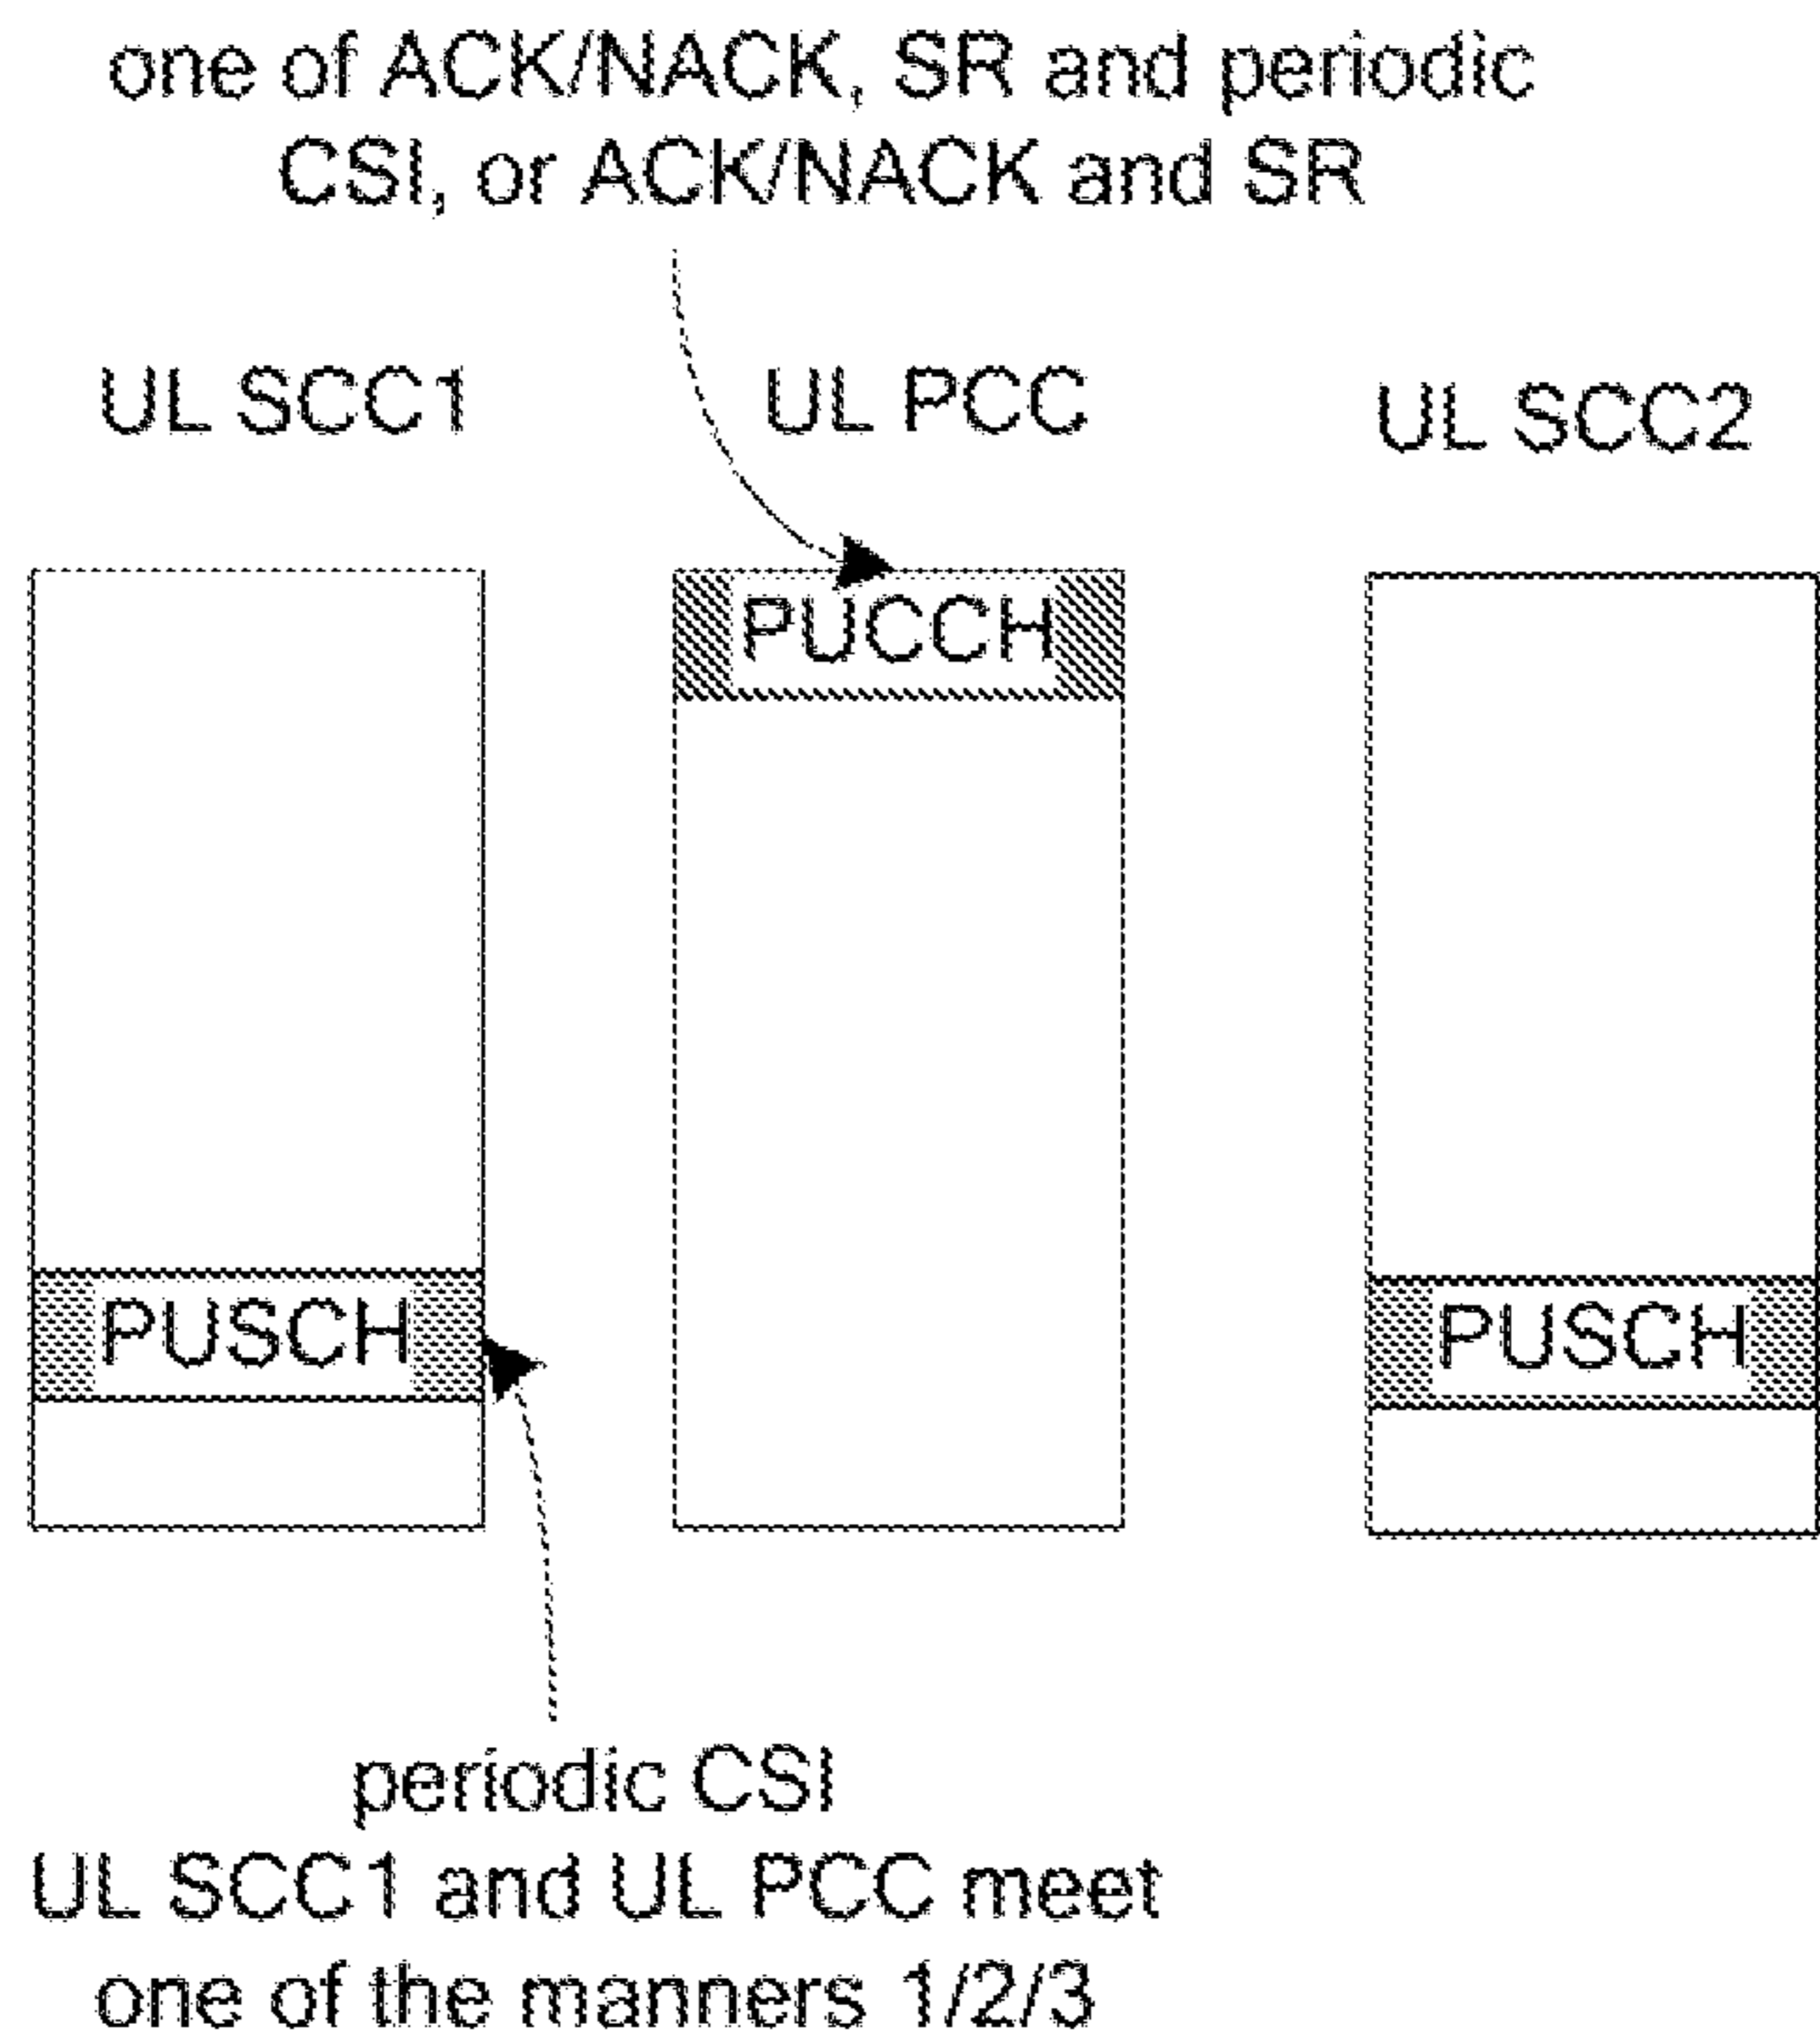 one of ACK/NACK, SR and periodic
CSI, or ACK/NACK and SR
UL SCC1
UL PCC
UL SCC2
PUCCH
PUSCH
PUSCH
periodic CSI
UL SCC1 and UL PCC meet
one of the manners 1/2/3